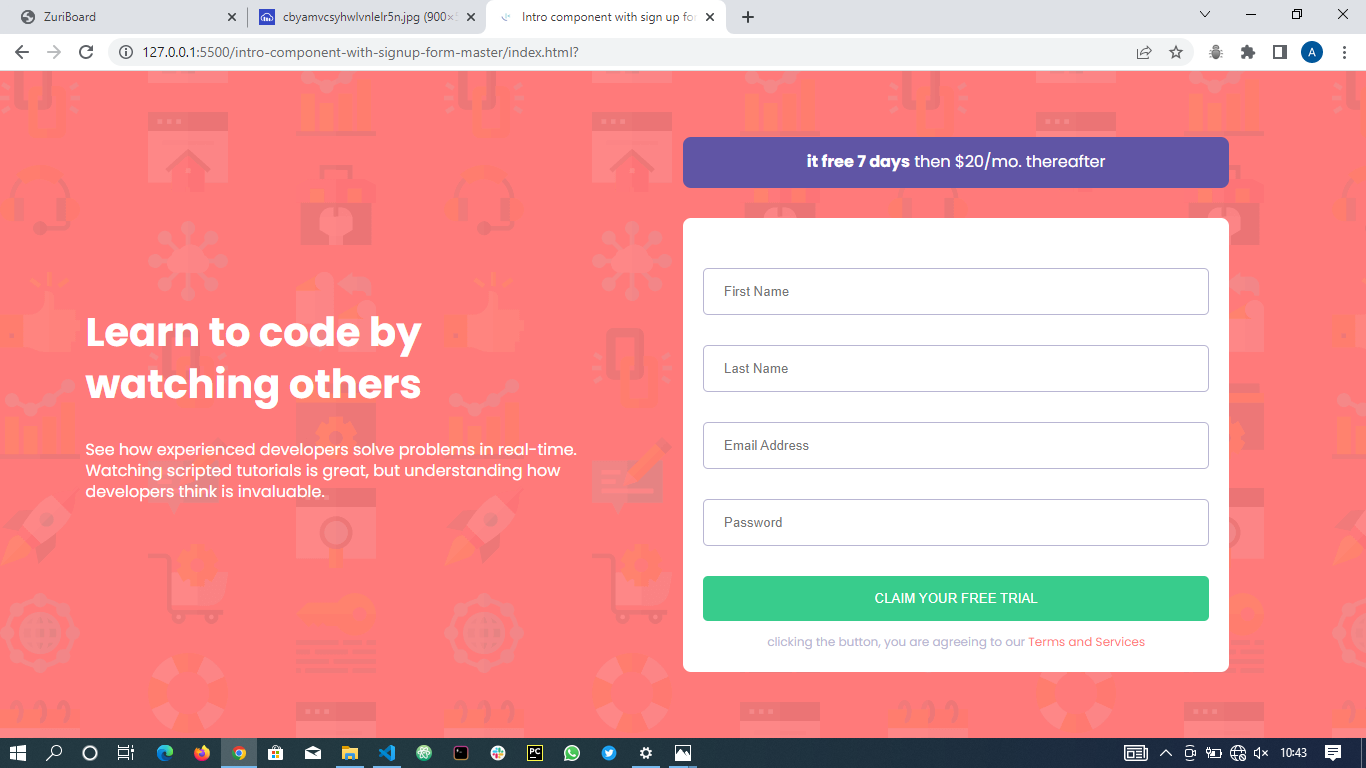 ZuriBoard
cbyamvcsyhwlvnlelr5n.jpg (900×
Intro component with sign up fo
127.0.0.1:5500/intro-component-with-signup-form-master/index.html?
A
it free 7 days then $20/mo. thereafter
Learn to code by
watching others
See how experienced developers solve problems in real-time.
Watching scripted tutorials is great, but understanding how
developers think is invaluable.
First Name
Last Name
Email Address
Password
CLAIM YOUR FREE TRIAL
clicking the button, you are agreeing to our Terms and Services
PC
10:43